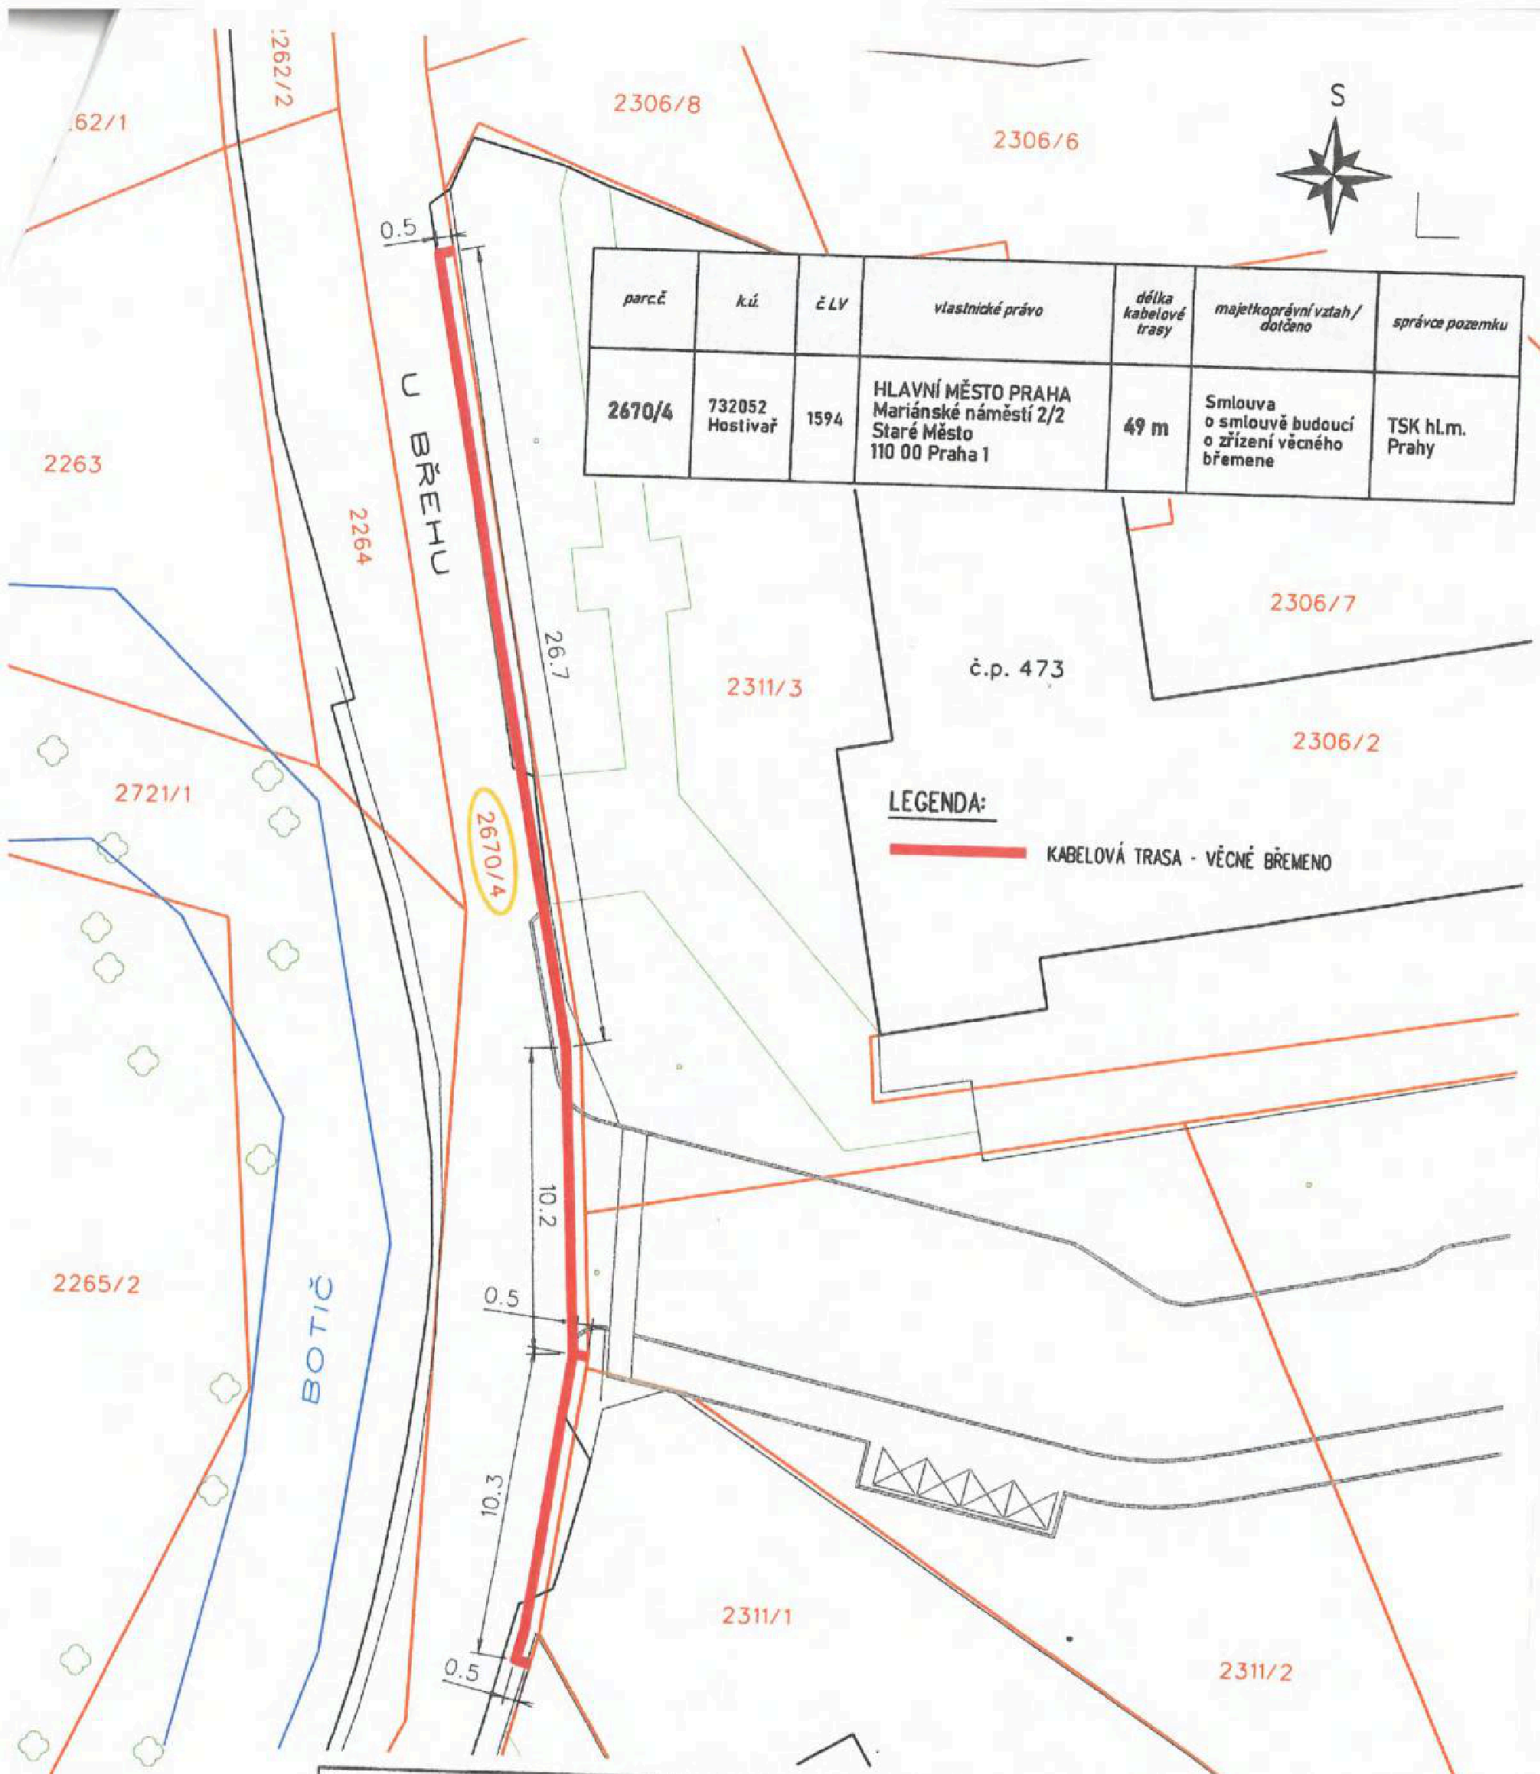 :262/2
.62/1
2306/8
2306/6
S
0.5
parc.č
k.ú.
č LV
vlastnické právo
délka
kabelové
trasy
majetkoprávní vztah/
dotčeno
správce pozemku
2670/4
732052
Hostivař
1594
HLAVNÍ MĚSTO PRAHA
Mariánské náměstí 2/2
Staré Město
110 00 Praha 1
49 m
Smlouva
o smlouvě budoucí
o zřízení věcného
břemene
TSK hl.m.
Prahy
U BŘEHU
2263
2264
26.7
2306/7
2311/3
č.p. 473
2306/2
2721/1
2670/4
LEGENDA:
KABELOVÁ TRASA - VĚCNÉ BŘEMENO
10.2
2265/2
BOTIČ
0.5
10.3
2311/1
0.5
2311/2